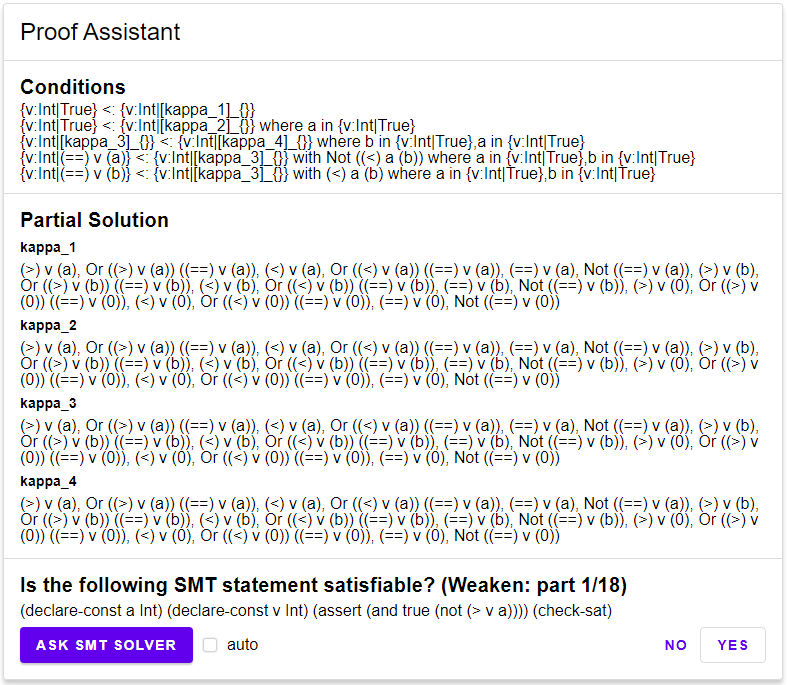 Proof Assistant
Conditions
{v:Int|True} <: {v:Int|[kappa_1]_{}}
{v:Int|True} <: {v:Int|[kappa_2]_{}} where a in {v:Int|True}
{v:Int|[kappa_3]_{}} <: {v:Int|[kappa_4]_{}} where b in {v:Int|True},a in {v:Int|True}
{v:Int|(==) v (a)} <: {v:Int|[kappa_3]_{}} with Not ((<) a (b)) where a in {v:Int|True},b in {v:Int|True}
{v:Int|(==) v (b)} <: {v:Int|[kappa_3]_{}} with (<) a (b) where a in {v:Int|True},b in {v:Int|True}
Partial Solution
kappa_1
(>) v (a), Or ((>) v (a)) ((==) v (a)), (<) v (a), Or ((<) v (a)) ((==) v (a)), (==) v (a), Not ((==) v (a)), (>) v (b),
Or ((>) v (b)) ((==) v (b)), (<) v (b), Or ((<) v (b)) ((==) v (b)), (==) v (b), Not ((==) v (b)), (>) v (0), Or ((>) v
(0)) ((==) v (0)), (<) v (0), Or ((<) v (0)) ((==) v (0)), (==) v (0), Not ((==) v (0))
kappa_2
(>) v (a), Or ((>) v (a)) ((==) v (a)), (<) v (a), Or ((<) v (a)) ((==) v (a)), (==) v (a), Not ((==) v (a)), (>) v (b),
Or ((>) v (b)) ((==) v (b)), (<) v (b), Or ((<) v (b)) ((==) v (b)), (==) v (b), Not ((==) v (b)), (>) v (0), Or ((>) v
(0)) ((==) v (0)), (<) v (0), Or ((<) v (0)) ((==) v (0)), (==) v (0), Not ((==) v (0))
kappa_3
(>) v (a), Or ((>) v (a)) ((==) v (a)), (<) v (a), Or ((<) v (a)) ((==) v (a)), (==) v (a), Not ((==) v (a)), (>) v (b),
Or ((>) v (b)) ((==) v (b)), (<) v (b), Or ((<) v (b)) ((==) v (b)), (==) v (b), Not ((==) v (b)), (>) v (0), Or ((>) v
(0)) ((==) v (0)), (<) v (0), Or ((<) v (0)) ((==) v (0)), (==) v (0), Not ((==) v (0))
kappa_4
(>) v (a), Or ((>) v (a)) ((==) v (a)), (<) v (a), Or ((<) v (a)) ((==) v (a)), (==) v (a), Not ((==) v (a)), (>) v (b),
Or ((>) v (b)) ((==) v (b)), (<) v (b), Or ((<) v (b)) ((==) v (b)), (==) v (b), Not ((==) v (b)), (>) v (0), Or ((>) v
(0)) ((==) v (0)), (<) v (0), Or ((<) v (0)) ((==) v (0)), (==) v (0), Not ((==) v (0))
Is the following SMT statement satisfiable? (Weaken: part 1/18)
(declare-const a Int) (declare-const v Int) (assert (and true (not (> v a)))) (check-sat)
ASK SMT SOLVER auto NO YES